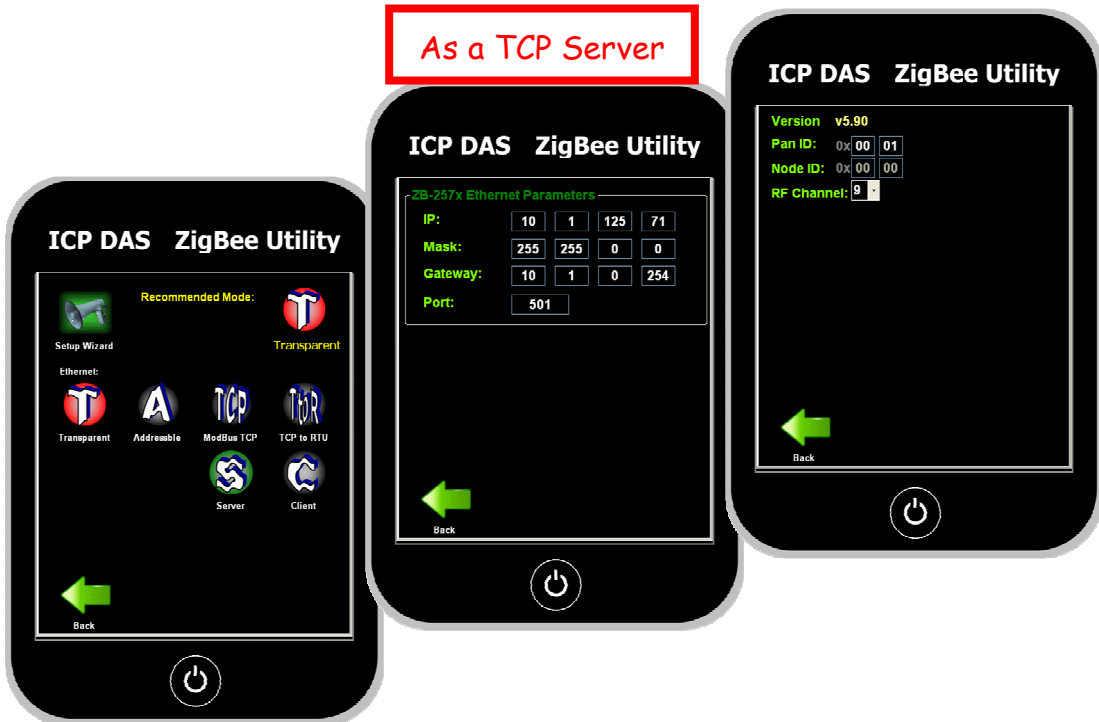 As a TCP Server
ICP DAS ZigBee Utility
Recommended Mode:
Setup Wizard
Transparent
Ethernet:
T
T
A
TCP
TtoR
Transparent
Addressble
ModBus TCP
TCP to RTU
S
C
Server
Client
Back
ICP DAS ZigBee Utility
ZB-257x Ethernet Parameters
IP: 10 1 125 71
Mask: 255 255 0 0
Gateway: 10 1 0 254
Port: 501
Back
ICP DAS ZigBee Utility
Version v5.90
Pan ID: 0x 00 01
Node ID: 0x 00 00
RF Channel: 9
Back